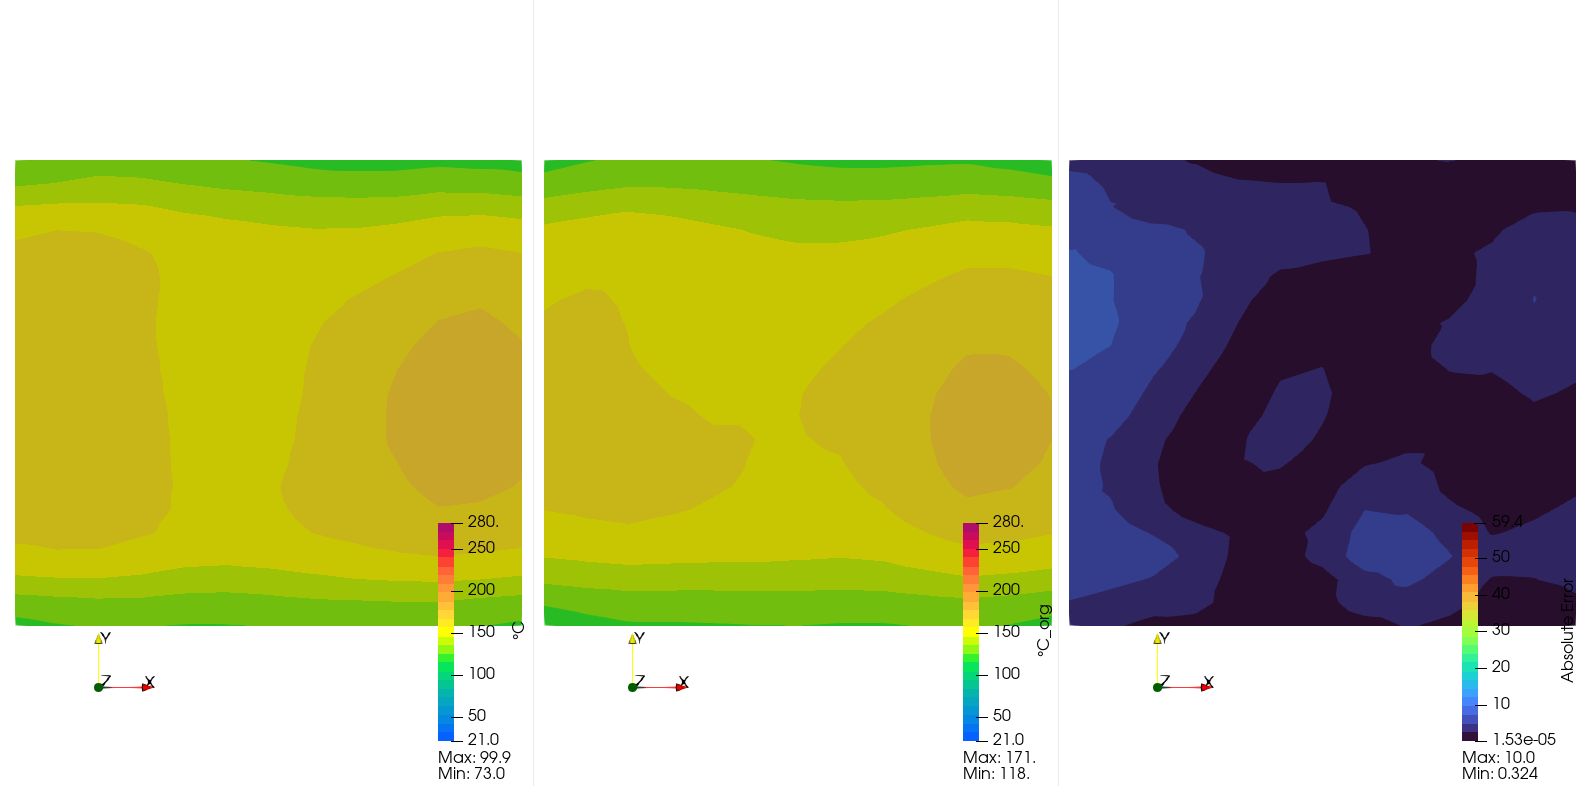 280.
250
200
150
100
50
21.0
°C
Max: 99.9
Min: 73.0
Y
Z
X
280.
250
200
150
100
50
21.0
°C_org
Max: 171.
Min: 118.
Y
Z
X
59.4
50
40
30
20
10
1.53e-05
Absolute Error
Max: 10.0
Min: 0.324
Y
Z
X